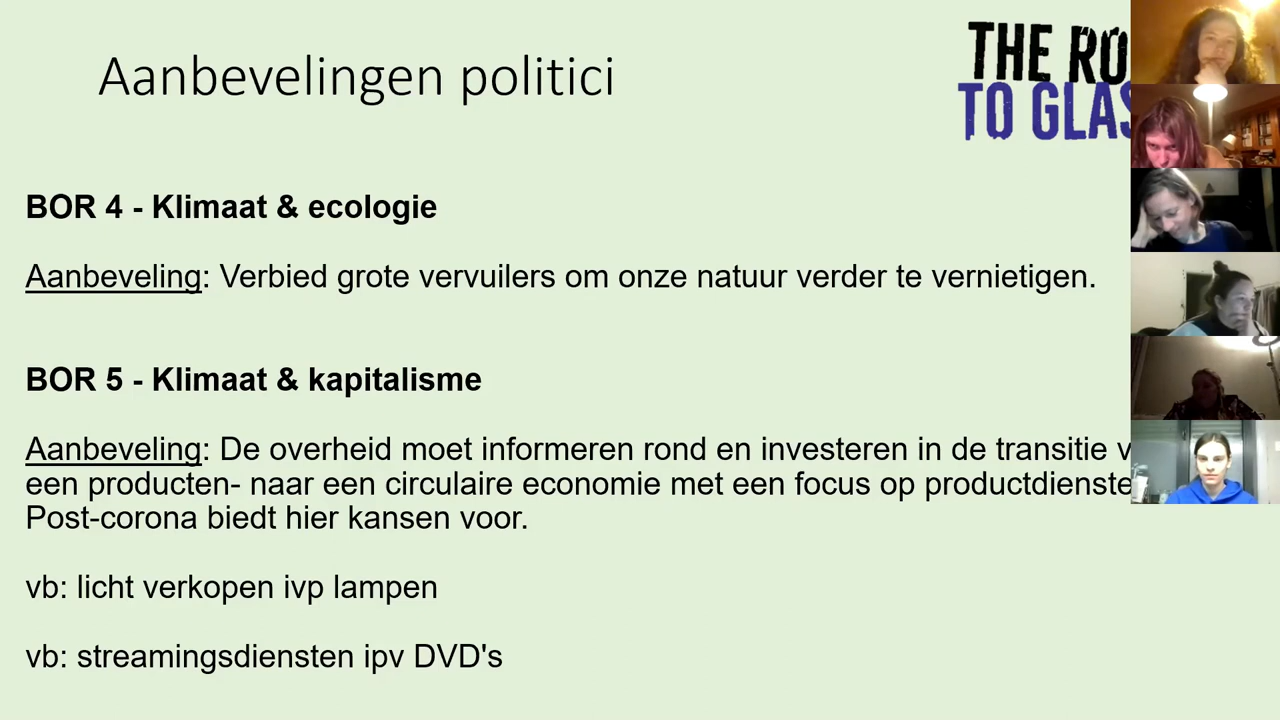 Aanbevelingen politici
THE
TO
BOR 4 - Klimaat & ecologie
Aanbeveling: Verbied grote vervuilers om onze natuur verder te vernietigen.
BOR 5 - Klimaat & kapitalisme
Aanbeveling: De overheid moet informeren rond en investeren in de transitie
een producten- naar een circulaire economie met een focus op
Post-corona biedt hier kansen voor.
vb: licht verkopen ivp lampen
vb: streamingsdiensten ipv DVD's